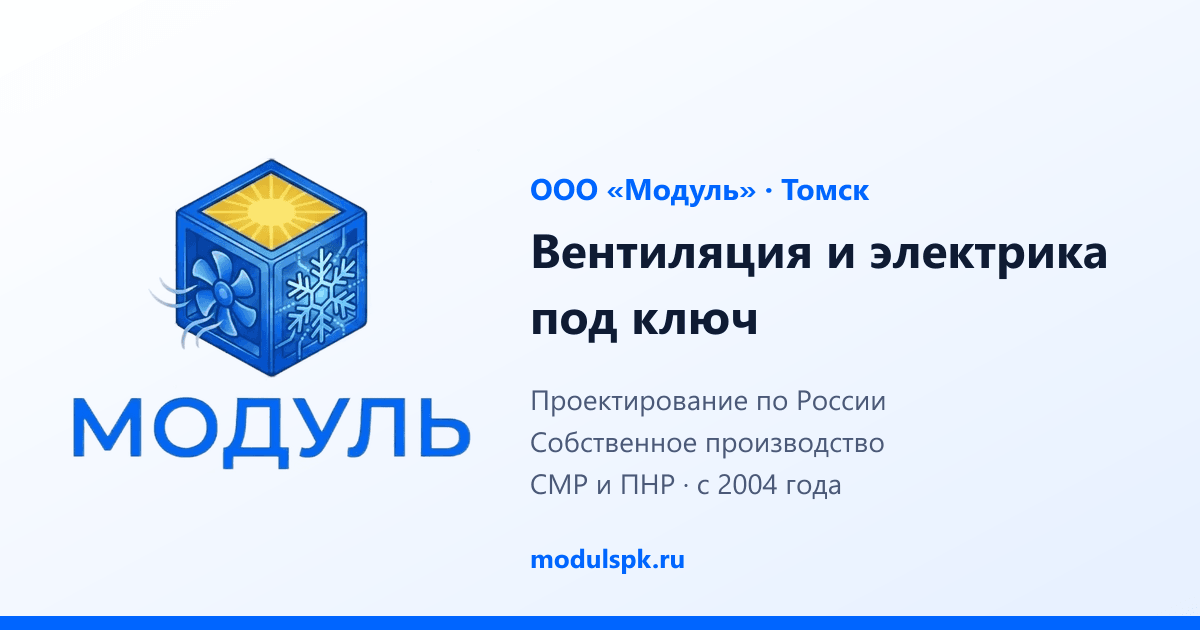 МОДУЛЬ
ООО «Модуль» · Томск
Вентиляция и электрика
под ключ
Проектирование по России
Собственное производство
СМР и ПНР · с 2004 года
modulspk.ru